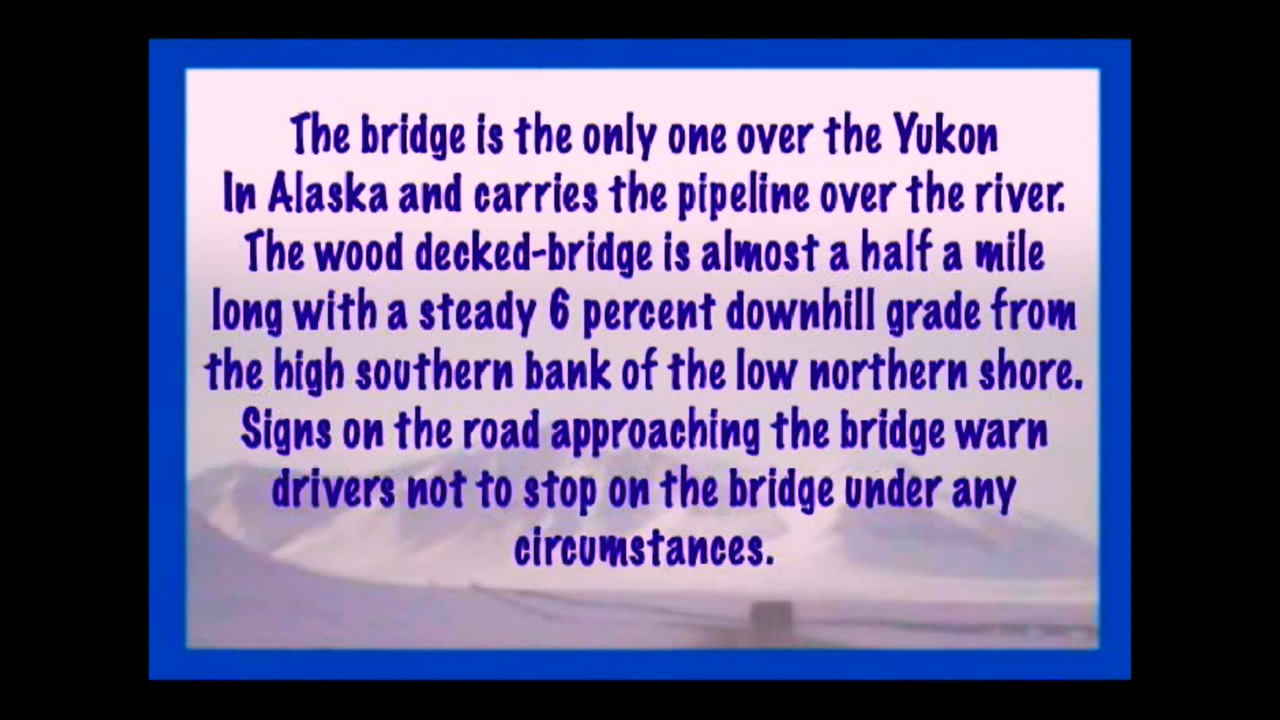 The bridge is the only one over the Yukon
In Alaska and carries the pipeline over the river.
The wood decked-bridge is almost a half a mile
long with a steady 6 percent downhill grade from
the high southern bank of the low northern shore.
Signs on the road approaching the bridge warn
drivers not to stop on the bridge under any
circumstances.